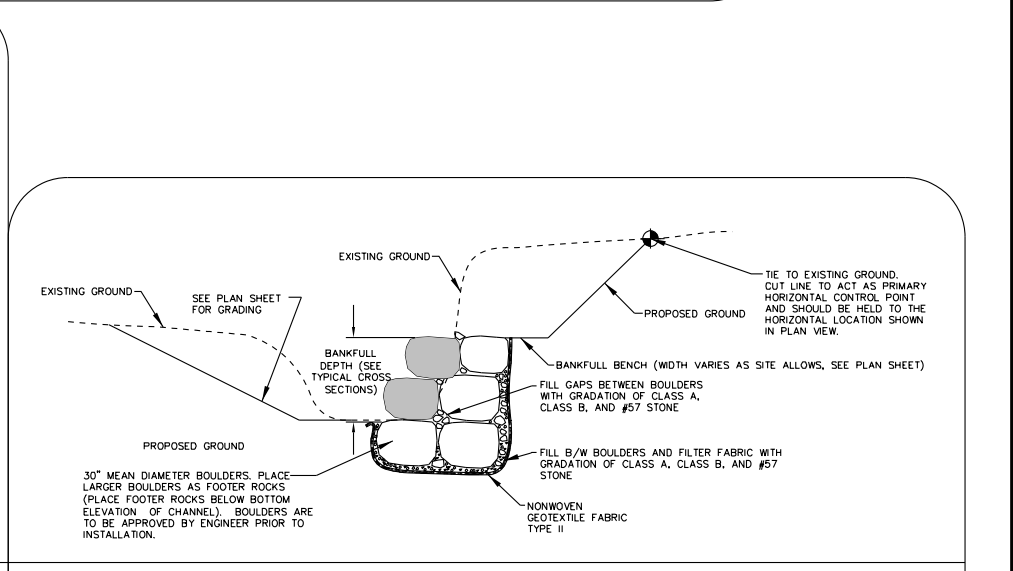 EXISTING GROUND
TIE TO EXISTING GROUND.
CUT LINE TO ACT AS PRIMARY
HORIZONTAL CONTROL POINT
AND SHOULD BE HELD TO THE
HORIZONTAL LOCATION SHOWN
IN PLAN VIEW.
EXISTING GROUND
SEE PLAN SHEET
FOR GRADING
PROPOSED GROUND
BANKFULL
DEPTH (SEE
TYPICAL CROSS
SECTIONS)
BANKFULL BENCH (WIDTH VARIES AS SITE ALLOWS, SEE PLAN SHEET)
FILL GAPS BETWEEN BOULDERS
WITH GRADATION OF CLASS A,
CLASS B, AND #57 STONE
PROPOSED GROUND
FILL B/W BOULDERS AND FILTER FABRIC WITH
GRADATION OF CLASS A, CLASS B, AND #57
STONE
30" MEAN DIAMETER BOULDERS. PLACE
LARGER BOULDERS AS FOOTER ROCKS
(PLACE FOOTER ROCKS BELOW BOTTOM
ELEVATION OF CHANNEL). BOULDERS ARE
TO BE APPROVED BY ENGINEER PRIOR TO
INSTALLATION.
NONWOVEN
GEOTEXTILE FABRIC
TYPE II